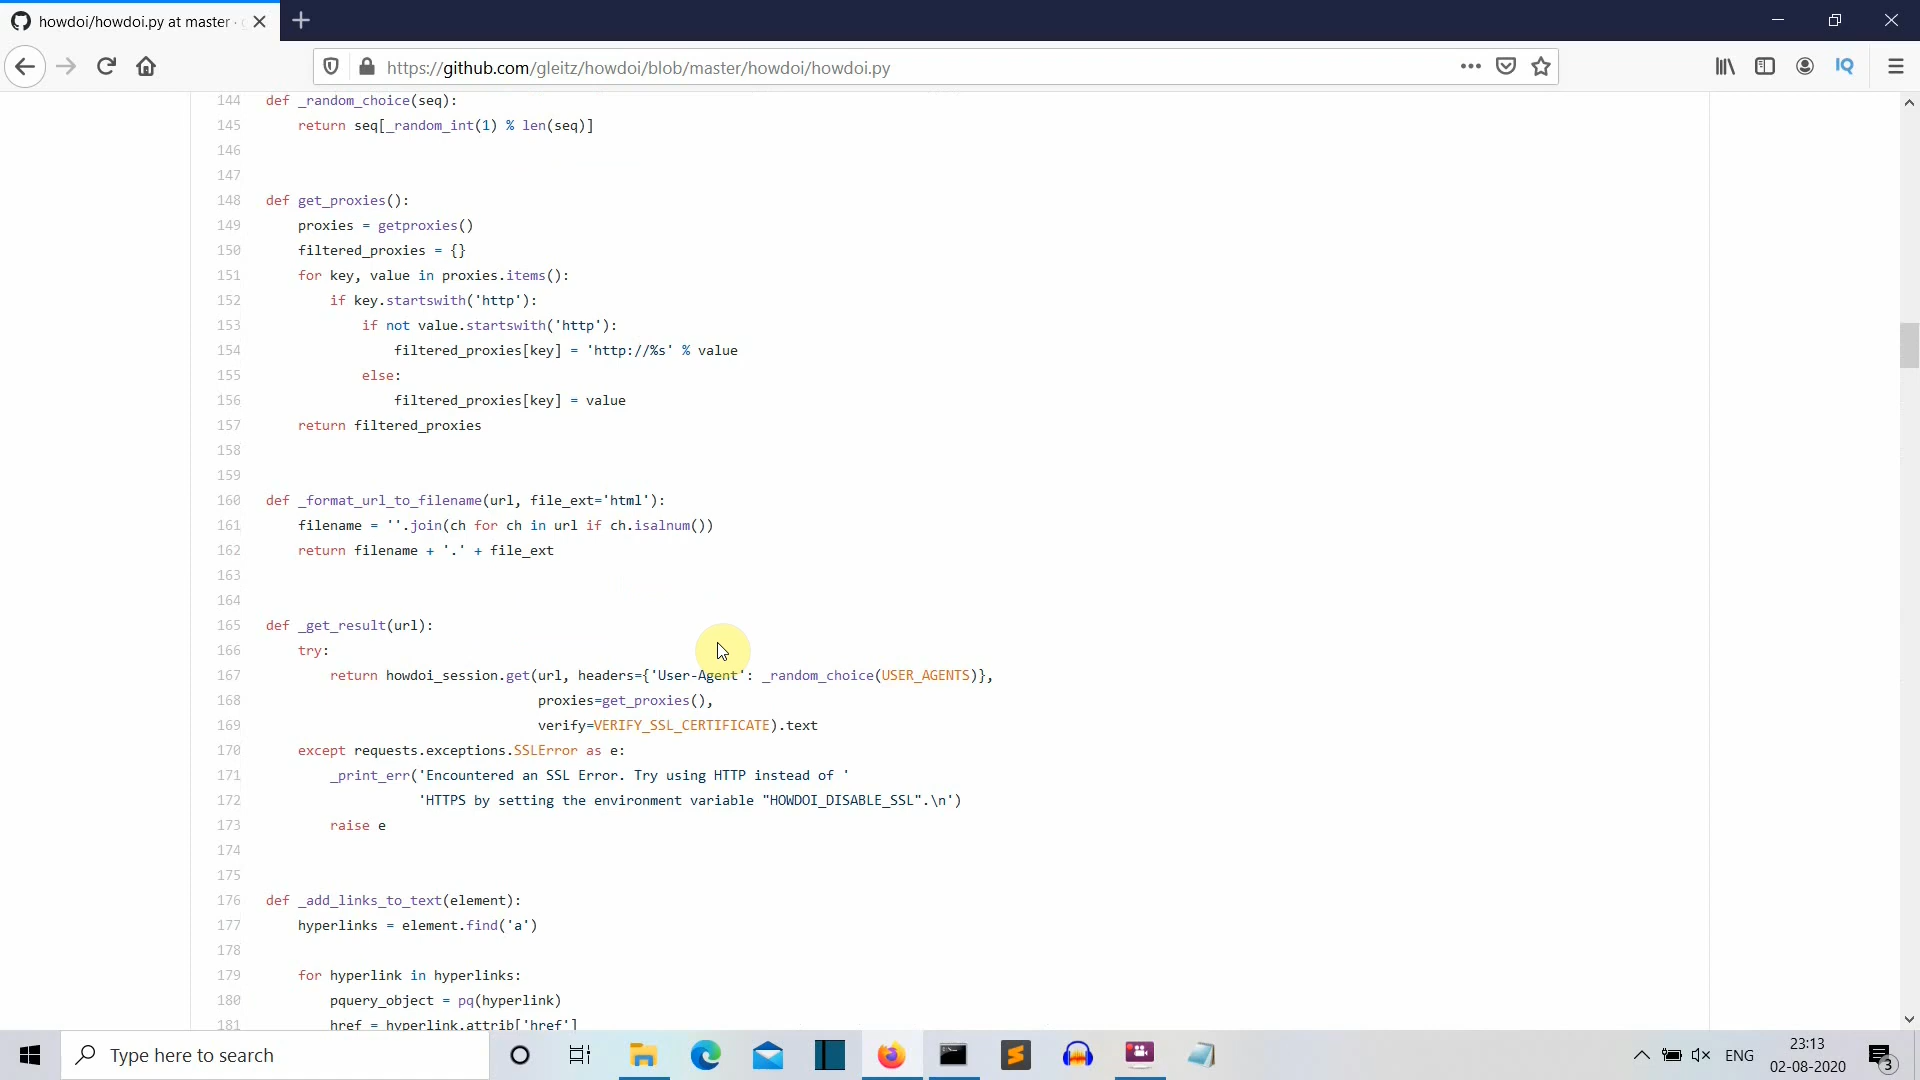 howdoi/howdoi.py at master ·
https://github.com/gleitz/howdoi/blob/master/howdoi/howdoi.py
IQ
144 def _random_choice(seq):
145 return seq[_random_int(1) % len(seq)]
146
147
148 def get_proxies():
149 proxies = getproxies()
150 filtered_proxies = {}
151 for key, value in proxies.items():
152 if key.startswith('http'):
153 if not value.startswith('http'):
154 filtered_proxies[key] = 'http://%s' % value
155 else:
156 filtered_proxies[key] = value
157 return filtered_proxies
158
159
160 def _format_url_to_filename(url, file_ext='html'):
161 filename = ''.join(ch for ch in url if ch.isalnum())
162 return filename + '.' + file_ext
163
164
165 def _get_result(url):
166 try:
167 return howdoi_session.get(url, headers={'User-Agent': _random_choice(USER_AGENTS)},
168 proxies=get_proxies(),
169 verify=VERIFY_SSL_CERTIFICATE).text
170 except requests.exceptions.SSLError as e:
171 _print_err('Encountered an SSL Error. Try using HTTP instead of '
172 'HTTPS by setting the environment variable "HOWDOI_DISABLE_SSL".\n')
173 raise e
174
175
176 def _add_links_to_text(element):
177 hyperlinks = element.find('a')
178
179 for hyperlink in hyperlinks:
180 pquery_object = pq(hyperlink)
181 href = hyperlink.attrib['href']
Type here to search
ENG
23:13
02-08-2020
3